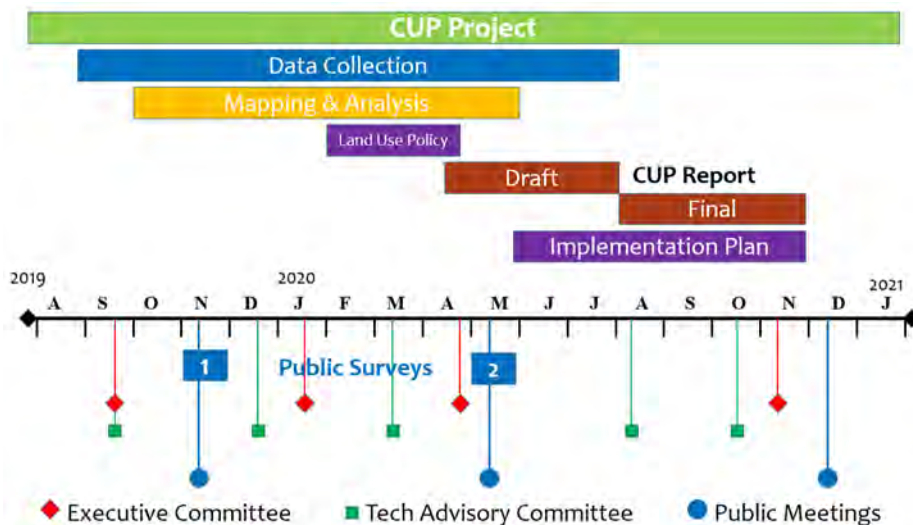 CUP Project
Data Collection
Mapping & Analysis
Land Use Policy
Draft
CUP Report
Final
Implementation Plan
2019 2020 2021
A S O N D J F M A M J J A S O N D J
1 Public Surveys 2
Executive Committee Tech Advisory Committee Public Meetings